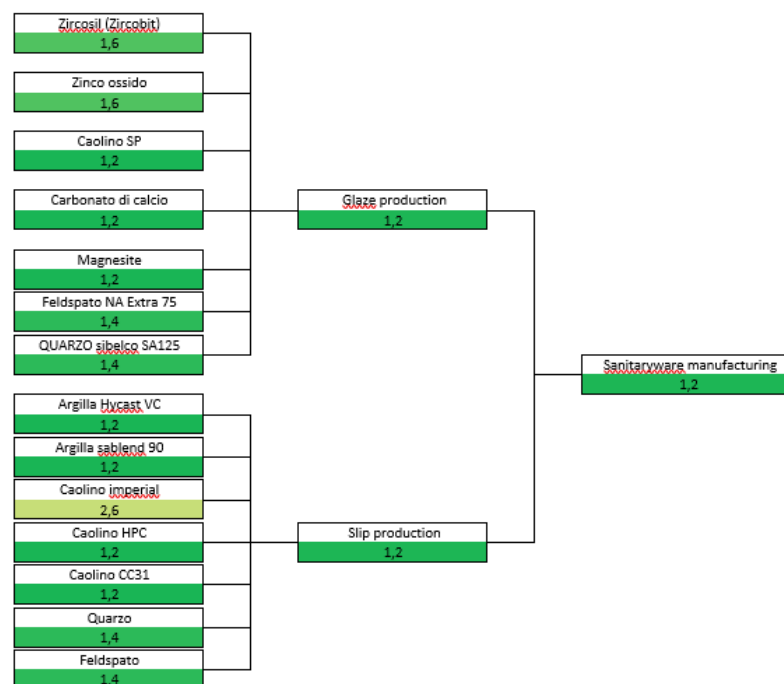 Zircosil (Zircobit)
1,6
Zinco ossido
1,6
Caolino SP
1,2
Carbonato di calcio
1,2
Magnesite
1,2
Feldspato NA Extra 75
1,4
QUARZO sibelco SA125
1,4
Glaze production
1,2
Argilla Hycast VC
1,2
Argilla sablend 90
1,2
Caolino imperial
2,6
Caolino HPC
1,2
Caolino CC31
1,2
Quarzo
1,4
Feldspato
1,4
Slip production
1,2
Sanitaryware manufacturing
1,2